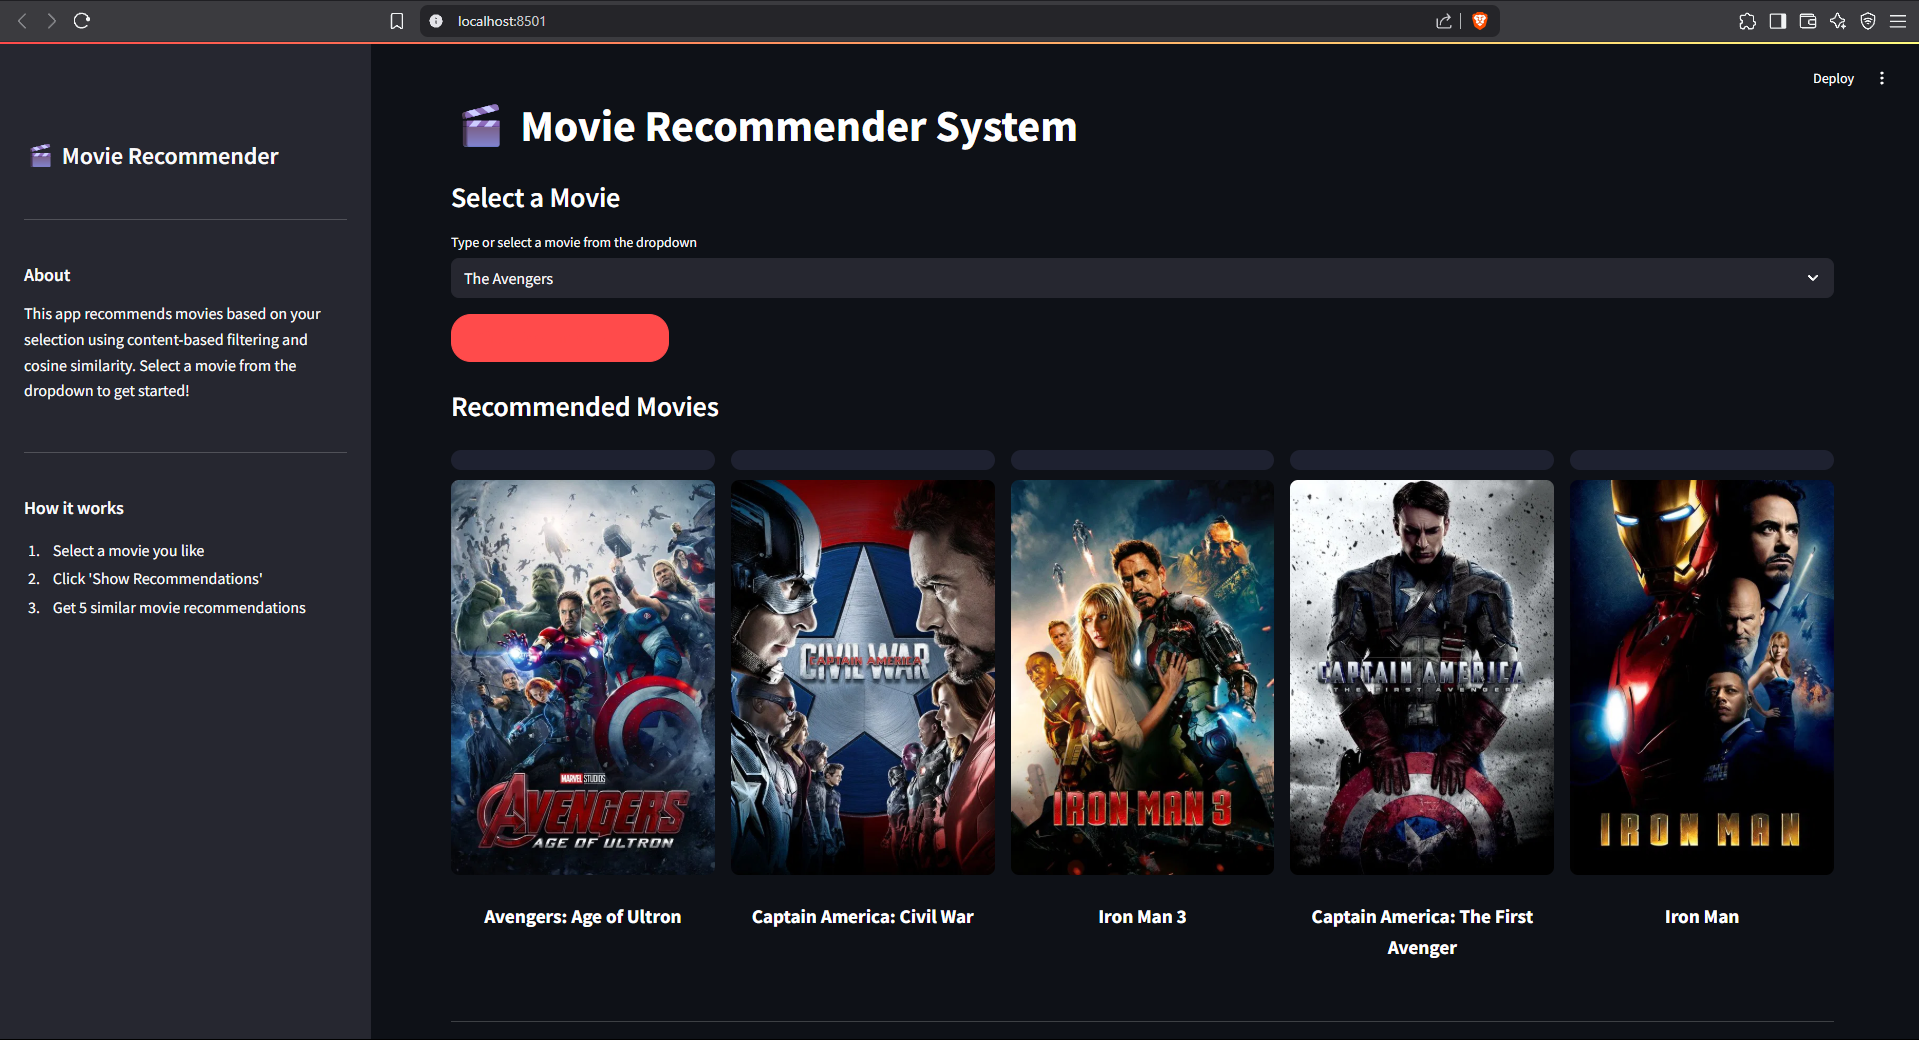 localhost:8501
Deploy
Movie Recommender
About
This app recommends movies based on your
selection using content-based filtering and
cosine similarity. Select a movie from the
dropdown to get started!
How it works
1. Select a movie you like
2. Click 'Show Recommendations'
3. Get 5 similar movie recommendations
Movie Recommender System
Select a Movie
Type or select a movie from the dropdown
The Avengers
Recommended Movies
MARVEL STUDIOS
AVENGERS
AGE OF ULTRON
CAPTAIN AMERICA
CIVIL WAR
IRON MAN 3
CAPTAIN AMERICA
THE FIRST AVENGER
IRON MAN
Avengers: Age of Ultron
Captain America: Civil War
Iron Man 3
Captain America: The First
Avenger
Iron Man